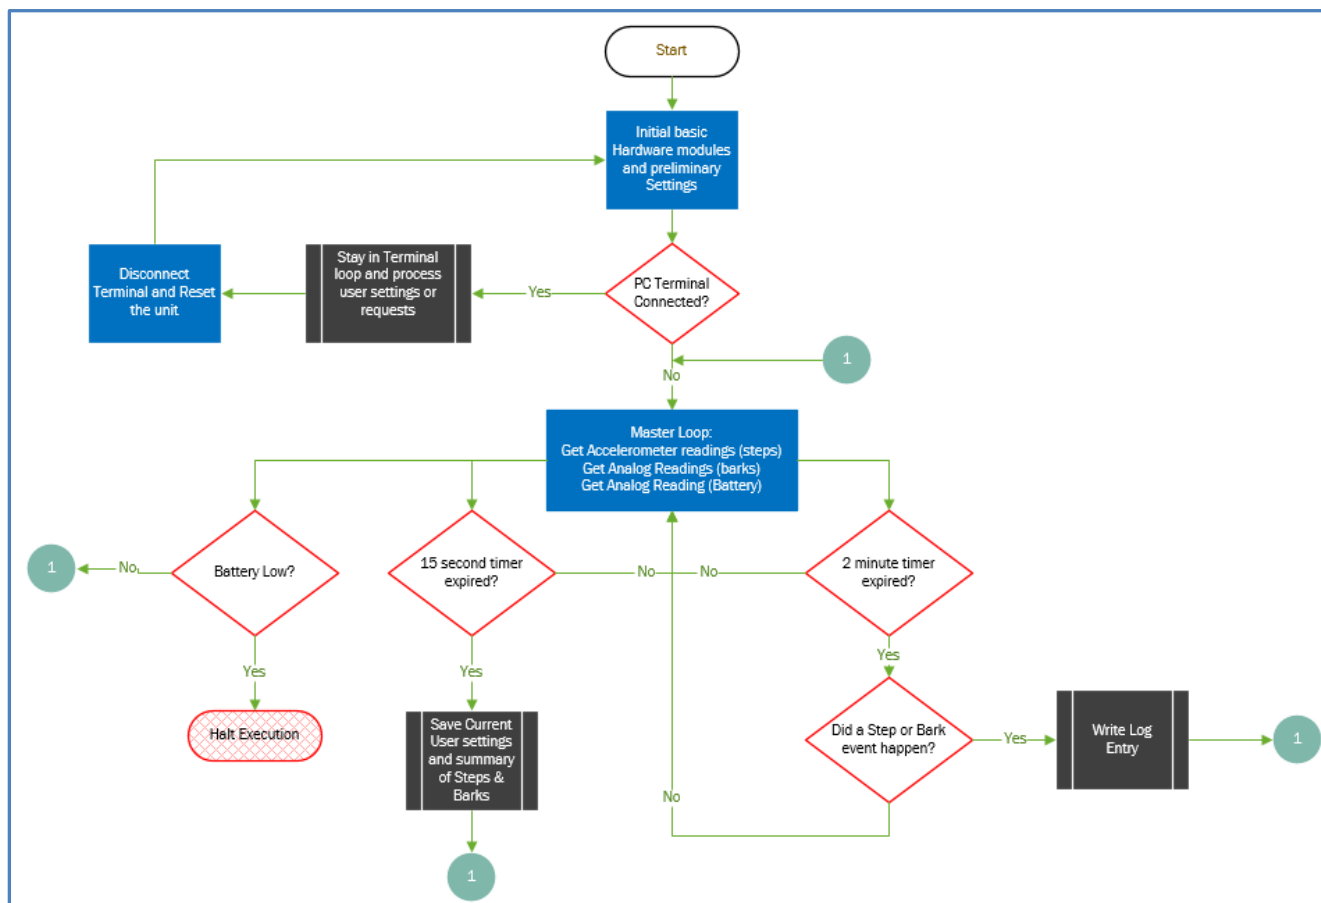 Start
Initial basic
Hardware modules
and preliminary
Settings
Disconnect
Terminal and Reset
the unit
Stay in Terminal
loop and process
user settings or
requests
Yes
PC Terminal
Connected?
1
No
Master Loop:
Get Accelerometer readings (steps)
Get Analog Readings (barks)
Get Analog Reading (Battery)
1
No
Battery Low?
15 second timer
expired?
No
No
2 minute timer
expired?
Yes
Yes
Yes
Halt Execution
Save Current
User settings
and summary
of Steps &
Barks
Did a Step or Bark
event happen?
Yes
Write Log
Entry
1
No
1